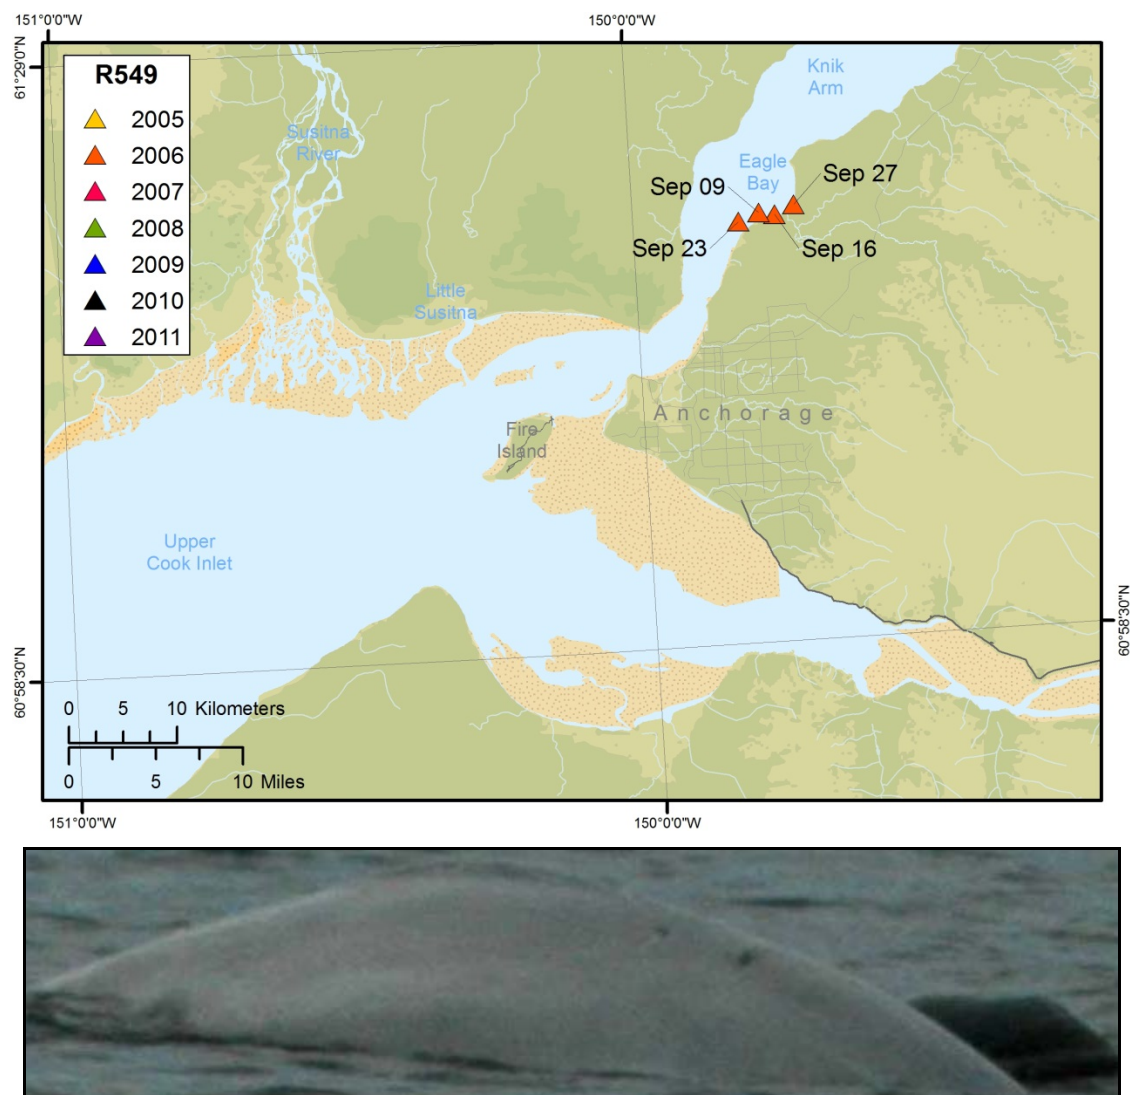 151°0'0"W
150°0'0"W
61°29'0"N
R549
2005
2006
2007
2008
2009
2010
2011
Knik
Arm
Susitna
River
Eagle
Bay
Sep 09
Sep 27
Sep 23
Sep 16
Little
Susitna
Anchorage
Fire
Island
Upper
Cook Inlet
60°58'30"N
60°58'30"N
0 5 10 Kilometers
0 5 10 Miles
151°0'0"W
150°0'0"W